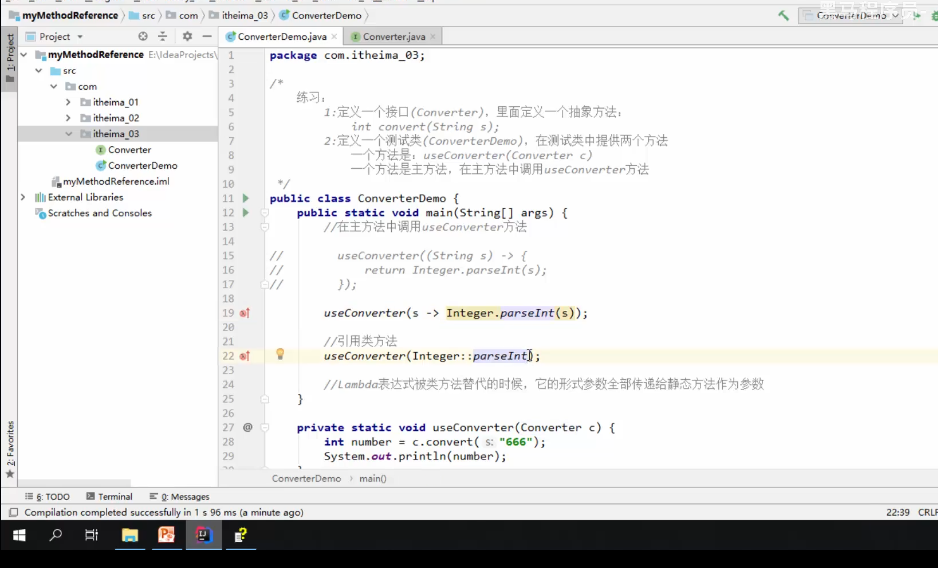 myMethodReference src com itheima_03 ConverterDemo
ConverterDemo
1: Project
Project
ConverterDemo.java
Converter.java
myMethodReference E:\IdeaProjects\
src
com
itheima_01
itheima_02
itheima_03
Converter
ConverterDemo
myMethodReference.iml
External Libraries
Scratches and Consoles
2: Favorites
1 package com.itheima_03;
2
3 /*
4 练习:
5 1:定义一个接口(Converter), 里面定义一个抽象方法:
6 int convert(String s);
7 2:定义一个测试类(ConverterDemo), 在测试类中提供两个方法
8 一个方法是: useConverter(Converter c)
9 一个方法是主方法, 在主方法中调用useConverter方法
10 */
11 public class ConverterDemo {
12 public static void main(String[] args) {
13 //在主方法中调用useConverter方法
14
15 // useConverter((String s) -> {
16 // return Integer.parseInt(s);
17 // });
18
19 useConverter(s -> Integer.parseInt(s));
20
21 //引用类方法
22 useConverter(Integer::parseInt);
23
24 //Lambda表达式被类方法替代的时候, 它的形式参数全部传递给静态方法作为参数
25 }
26
27 @ private static void useConverter(Converter c) {
28 int number = c.convert( s: "666");
29 System.out.println(number);
ConverterDemo main()
6: TODO Terminal 0: Messages
Compilation completed successfully in 1 s 96 ms (a minute ago)
22:39 CRLF